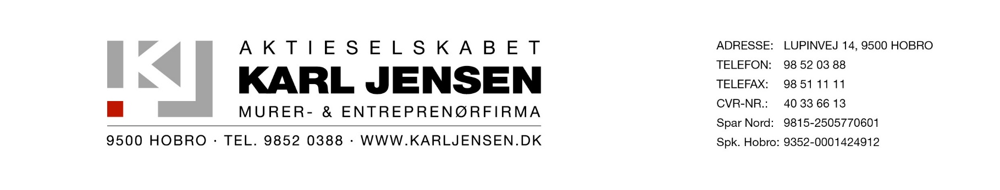 KJ
AKTIESELSKABET
KARL JENSEN
MURER- & ENTREPRENØRFIRMA
9500 HOBRO · TEL. 9852 0388 · WWW.KARLJENSEN.DK
ADRESSE: LUPINVEJ 14, 9500 HOBRO
TELEFON: 98 52 03 88
TELEFAX: 98 51 11 11
CVR-NR.: 40 33 66 13
Spar Nord: 9815-2505770601
Spk. Hobro: 9352-0001424912